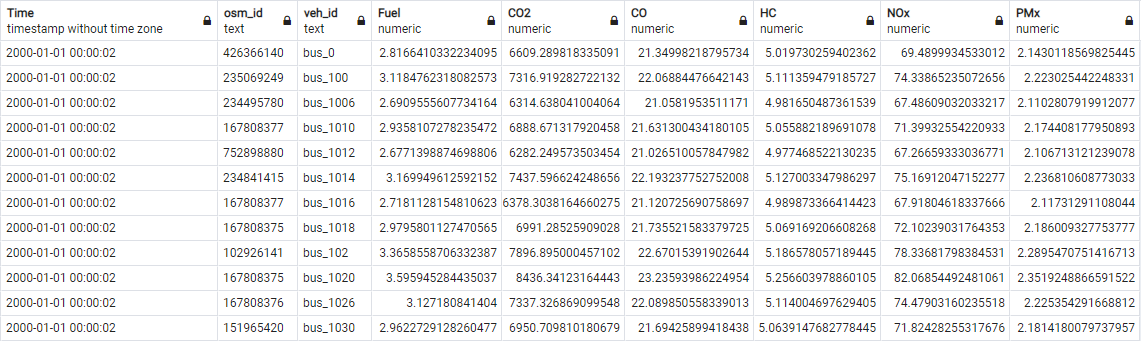 Time osm_id veh_id Fuel CO2 CO HC NOx PMx
timestamp without time zone text text numeric numeric numeric numeric numeric numeric
2000-01-01 00:00:02 426366140 bus_0 2.8166410332234095 6609.289818335091 21.34998218795734 5.019730259402362 69.4899934533012 2.1430118569825445
2000-01-01 00:00:02 235069249 bus_100 3.1184762318082573 7316.919282722132 22.06884476642143 5.111359479185727 74.33865235072656 2.223025442248331
2000-01-01 00:00:02 234495780 bus_1006 2.6909555607734164 6314.638041004064 21.0581953511171 4.981650487361539 67.48609032033217 2.1102807919912077
2000-01-01 00:00:02 167808377 bus_1010 2.9358107278235472 6888.671317920458 21.631300434180105 5.055882189691078 71.39932554220933 2.174408177950893
2000-01-01 00:00:02 752898880 bus_1012 2.6771398874698806 6282.249573503454 21.026510057847982 4.977468522130235 67.26659333036771 2.106713121239078
2000-01-01 00:00:02 234841415 bus_1014 3.169949612592152 7437.596624248656 22.193237752752008 5.127003347986297 75.16912047152277 2.236810608773033
2000-01-01 00:00:02 167808377 bus_1016 2.7181128154810623 6378.3038164660275 21.120725690758697 4.989873366414423 67.91804618337666 2.11731291108044
2000-01-01 00:00:02 167808375 bus_1018 2.9795801127470565 6991.28525909028 21.735521583379725 5.069169206608268 72.10239031764353 2.186009327753777
2000-01-01 00:00:02 102926141 bus_102 3.3658558706332387 7896.895000457102 22.67015391902644 5.186578057189445 78.33681798384531 2.2895470751416713
2000-01-01 00:00:02 167808375 bus_1020 3.595945284435037 8436.34123164443 23.23593986224954 5.256603978860105 82.06854492481061 2.3519248866591522
2000-01-01 00:00:02 167808376 bus_1026 3.127180841404 7337.326869099548 22.089850558339013 5.114004697629405 74.47903160235518 2.225354291668812
2000-01-01 00:00:02 151965420 bus_1030 2.9622729128260477 6950.709810180679 21.69425899418438 5.0639147682778445 71.82428255317676 2.1814180079737957